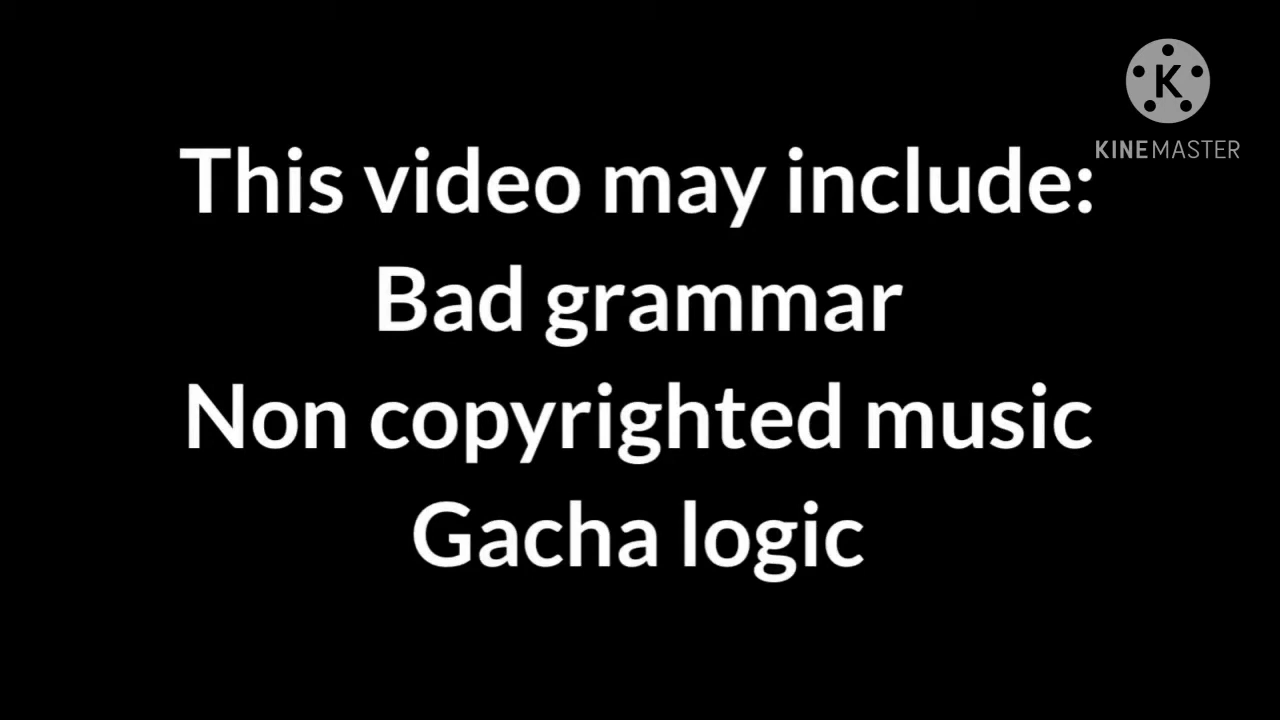 K
KINEMASTER
This video may include:
Bad grammar
Non copyrighted music
Gacha logic